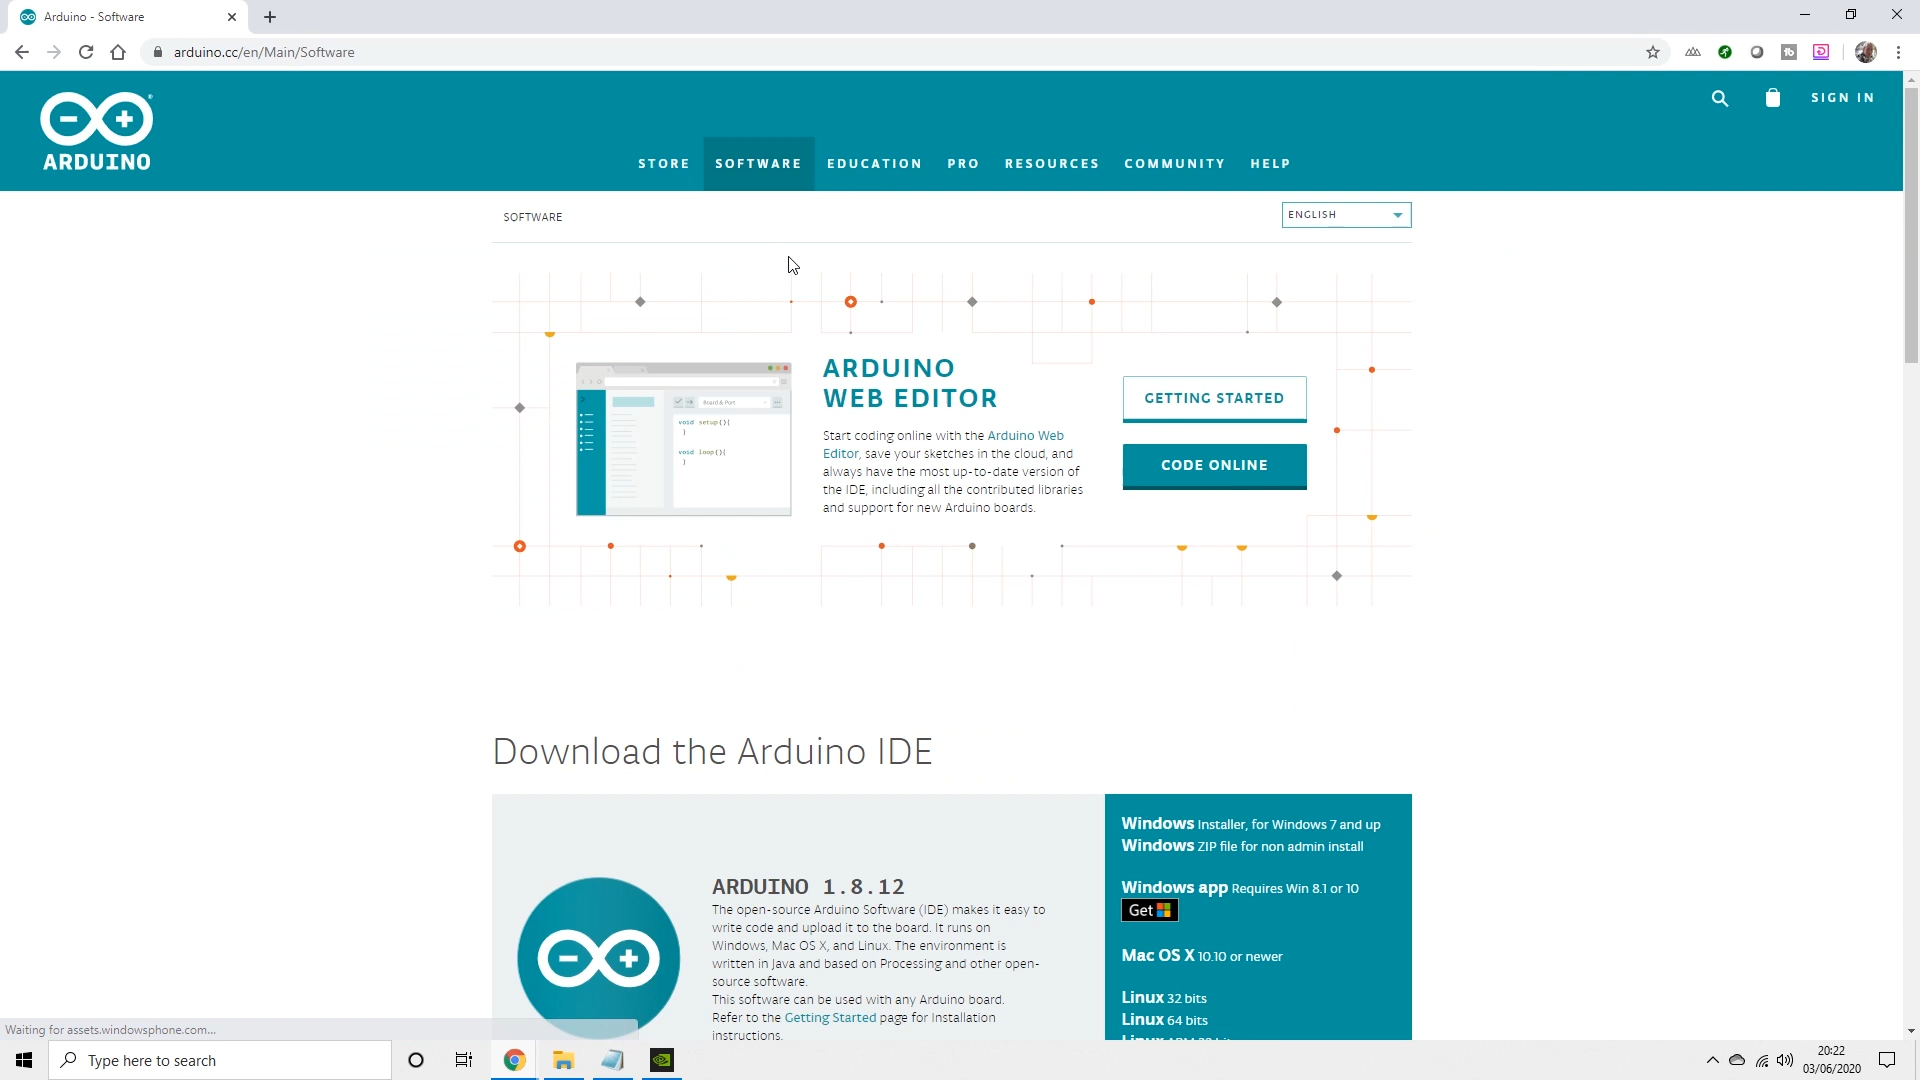 Arduino - Software
arduino.cc/en/Main/Software
ARDUINO
SIGN IN
STORE SOFTWARE EDUCATION PRO RESOURCES COMMUNITY HELP
SOFTWARE
ENGLISH
Board & Port
void setup(){
}
void loop(){
}
ARDUINO
WEB EDITOR
Start coding online with the Arduino Web
Editor, save your sketches in the cloud, and
always have the most up-to-date version of
the IDE, including all the contributed libraries
and support for new Arduino boards.
GETTING STARTED
CODE ONLINE
Download the Arduino IDE
ARDUINO 1.8.12
The open-source Arduino Software (IDE) makes it easy to
write code and upload it to the board. It runs on
Windows, Mac OS X, and Linux. The environment is
written in Java and based on Processing and other open-
source software.
This software can be used with any Arduino board.
Refer to the Getting Started page for Installation
instructions.
Windows Installer, for Windows 7 and up
Windows ZIP file for non admin install
Windows app Requires Win 8.1 or 10
Get
Mac OS X 10.10 or newer
Linux 32 bits
Linux 64 bits
Waiting for assets.windowsphone.com...
Type here to search
20:22
03/06/2020